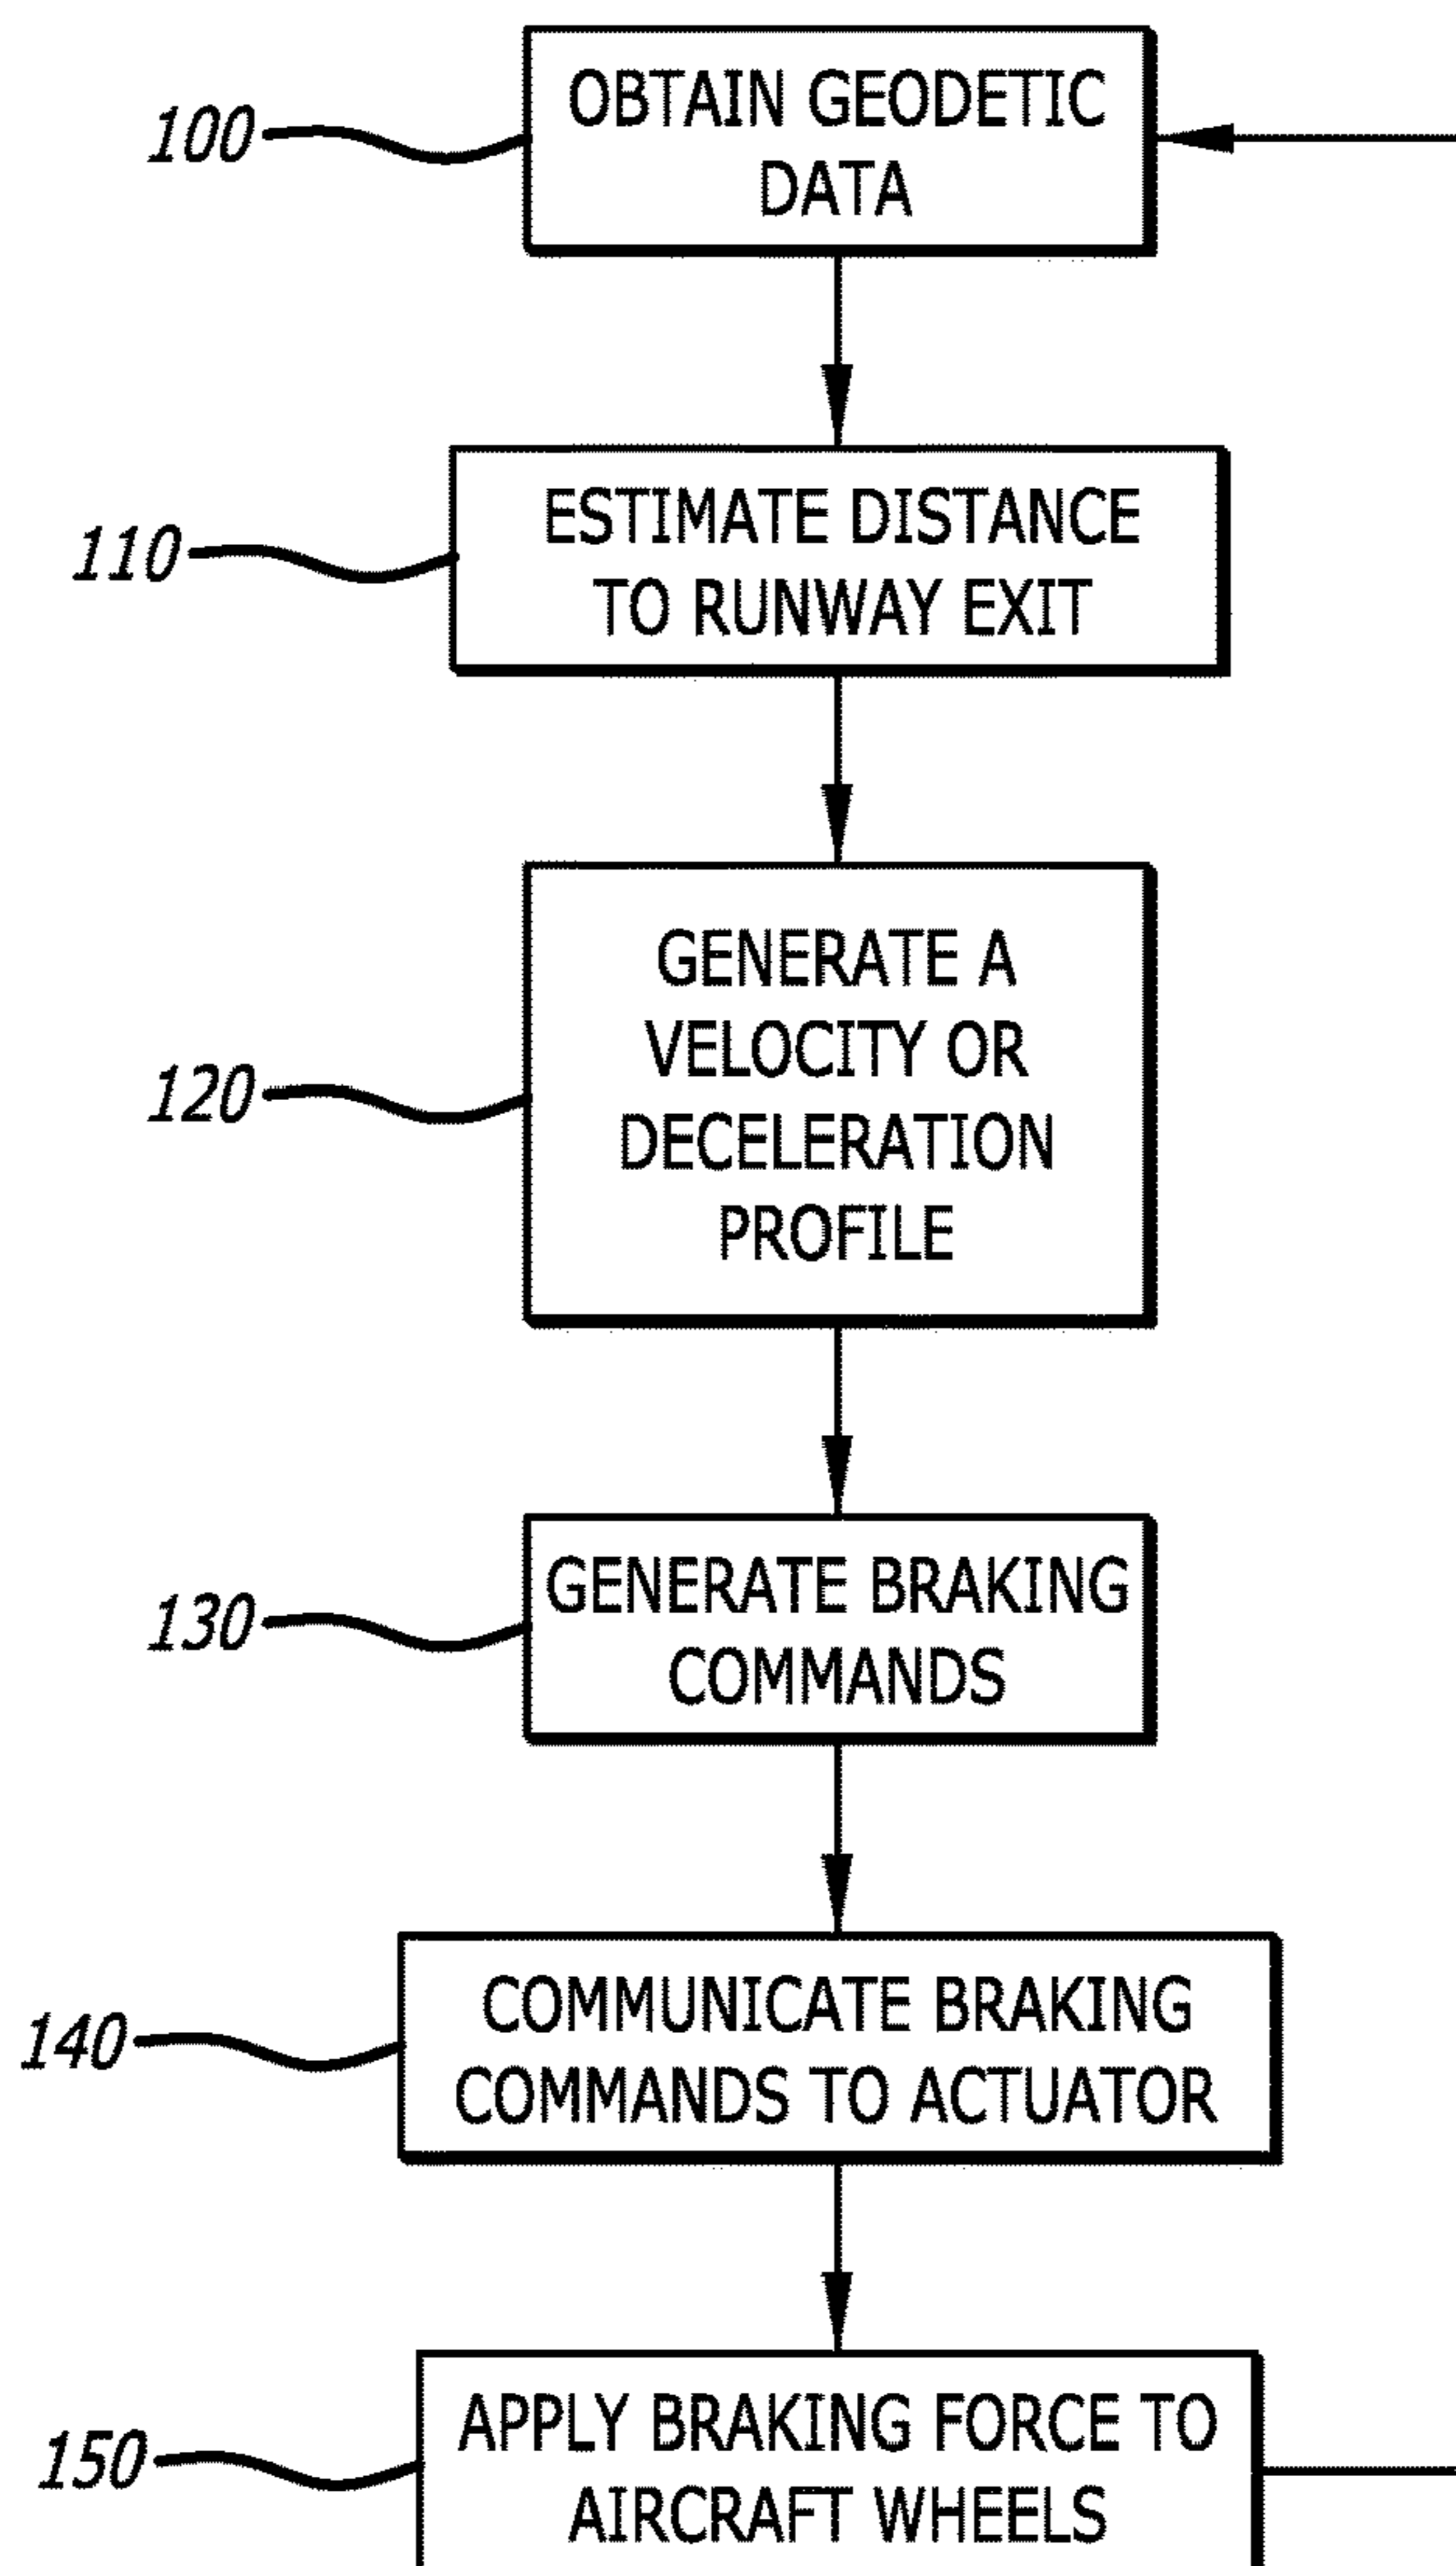 100
OBTAIN GEODETIC
DATA
110
ESTIMATE DISTANCE
TO RUNWAY EXIT
120
GENERATE A
VELOCITY OR
DECELERATION
PROFILE
130
GENERATE BRAKING
COMMANDS
140
COMMUNICATE BRAKING
COMMANDS TO ACTUATOR
150
APPLY BRAKING FORCE TO
AIRCRAFT WHEELS